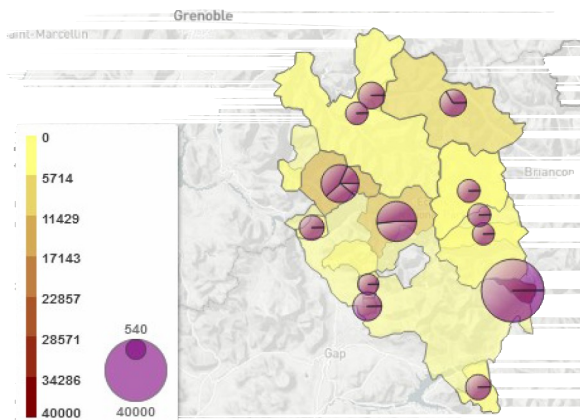 Grenoble
aint-Marcellin
Briancon
Gap
0
5714
11429
17143
22857
28571
34286
40000
540
40000